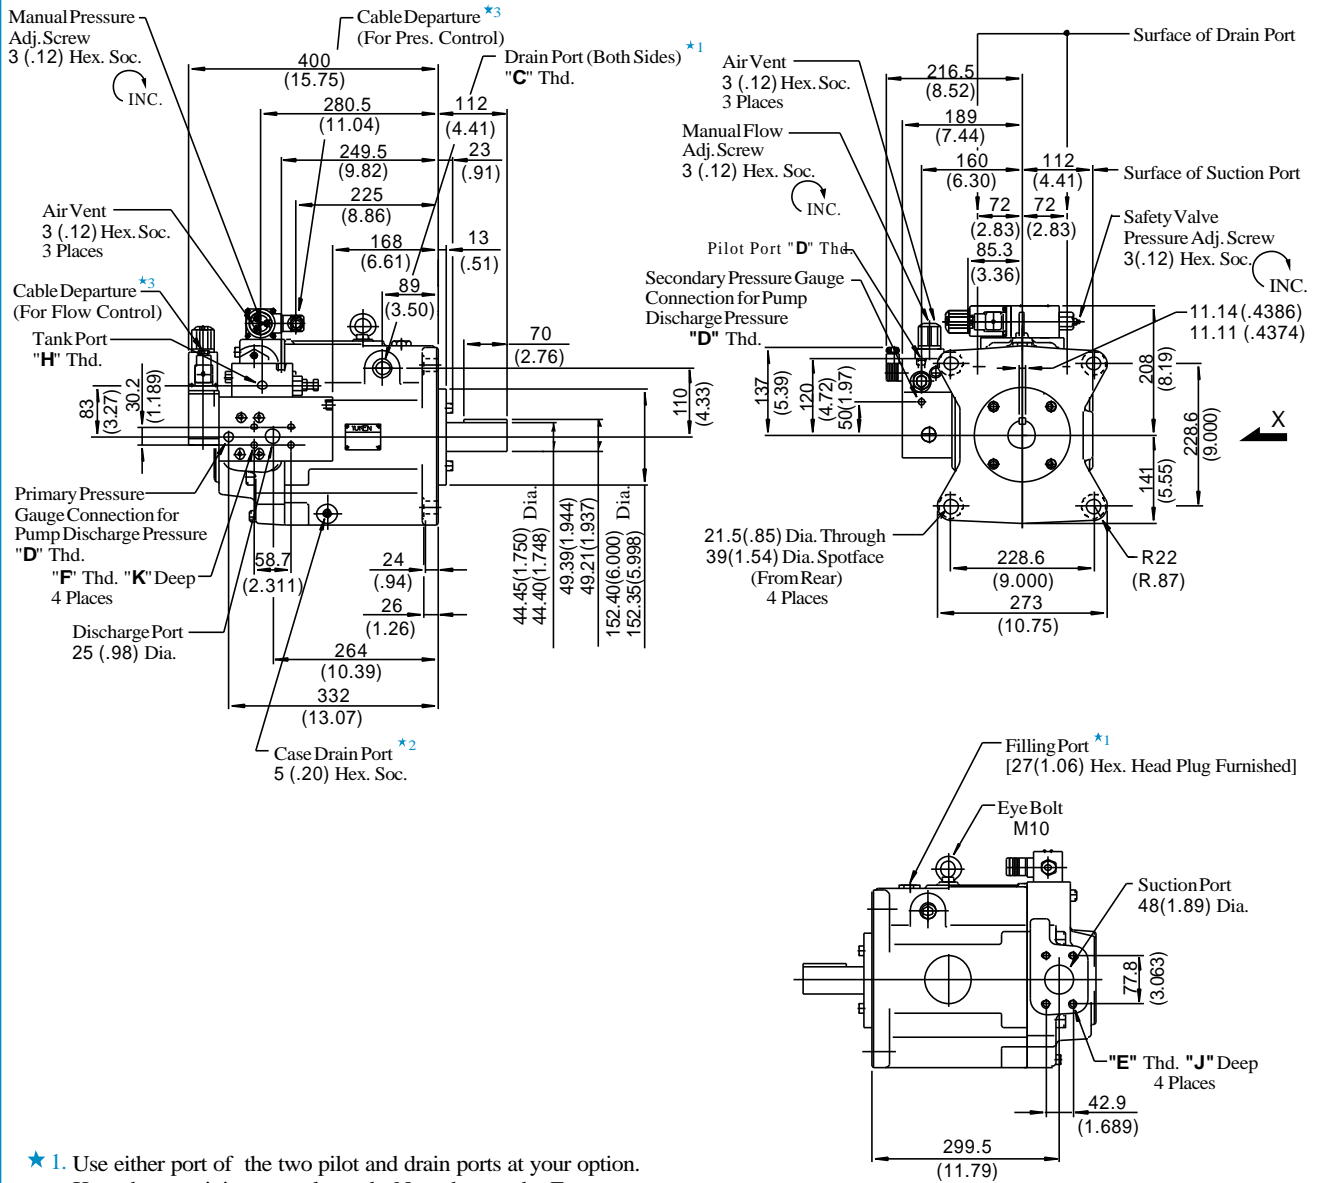 Manual Pressure
Adj. Screw
3 (.12) Hex. Soc.
INC.
Cable Departure ★3
(For Pres. Control)
Drain Port (Both Sides) ★1
"C" Thd.
400
(15.75)
280.5
(11.04)
112
(4.41)
249.5
(9.82)
23
(.91)
225
(8.86)
168
(6.61)
13
(.51)
89
(3.50)
70
(2.76)
Air Vent
3 (.12) Hex. Soc.
3 Places
Cable Departure ★3
(For Flow Control)
Tank Port
"H" Thd.
83
(3.27)
30.2
(1.189)
110
(4.33)
YUKEN
Primary Pressure
Gauge Connection for
Pump Discharge Pressure
"D" Thd.
"F" Thd. "K" Deep
4 Places
Discharge Port
25 (.98) Dia.
58.7
(2.311)
24
(.94)
26
(1.26)
264
(10.39)
332
(13.07)
44.45(1.750) Dia.
44.40(1.748)
49.39(1.944)
49.21(1.937)
152.40(6.000) Dia.
152.35(5.998)
Case Drain Port ★2
5 (.20) Hex. Soc.
Surface of Drain Port
Air Vent
3 (.12) Hex. Soc.
3 Places
Manual Flow
Adj. Screw
3 (.12) Hex. Soc.
INC.
Pilot Port "D" Thd.
Secondary Pressure Gauge
Connection for Pump
Discharge Pressure
"D" Thd.
216.5
(8.52)
189
(7.44)
160
(6.30)
112
(4.41)
72
(2.83)
72
(2.83)
85.3
(3.36)
Surface of Suction Port
Safety Valve
Pressure Adj. Screw
3(.12) Hex. Soc.
INC.
11.14(.4386)
11.11 (.4374)
137
(5.39)
120
(4.72)
50(1.97)
208
(8.19)
141
(5.55)
228.6
(9.000)
X
21.5(.85) Dia. Through
39(1.54) Dia. Spotface
(From Rear)
4 Places
228.6
(9.000)
273
(10.75)
R22
(R.87)
Filling Port ★1
[27(1.06) Hex. Head Plug Furnished]
Eye Bolt
M10
Suction Port
48(1.89) Dia.
77.8
(3.063)
"E" Thd. "J" Deep
4 Places
42.9
(1.689)
299.5
(11.79)
★ 1. Use either port of the two pilot and drain ports at your option.